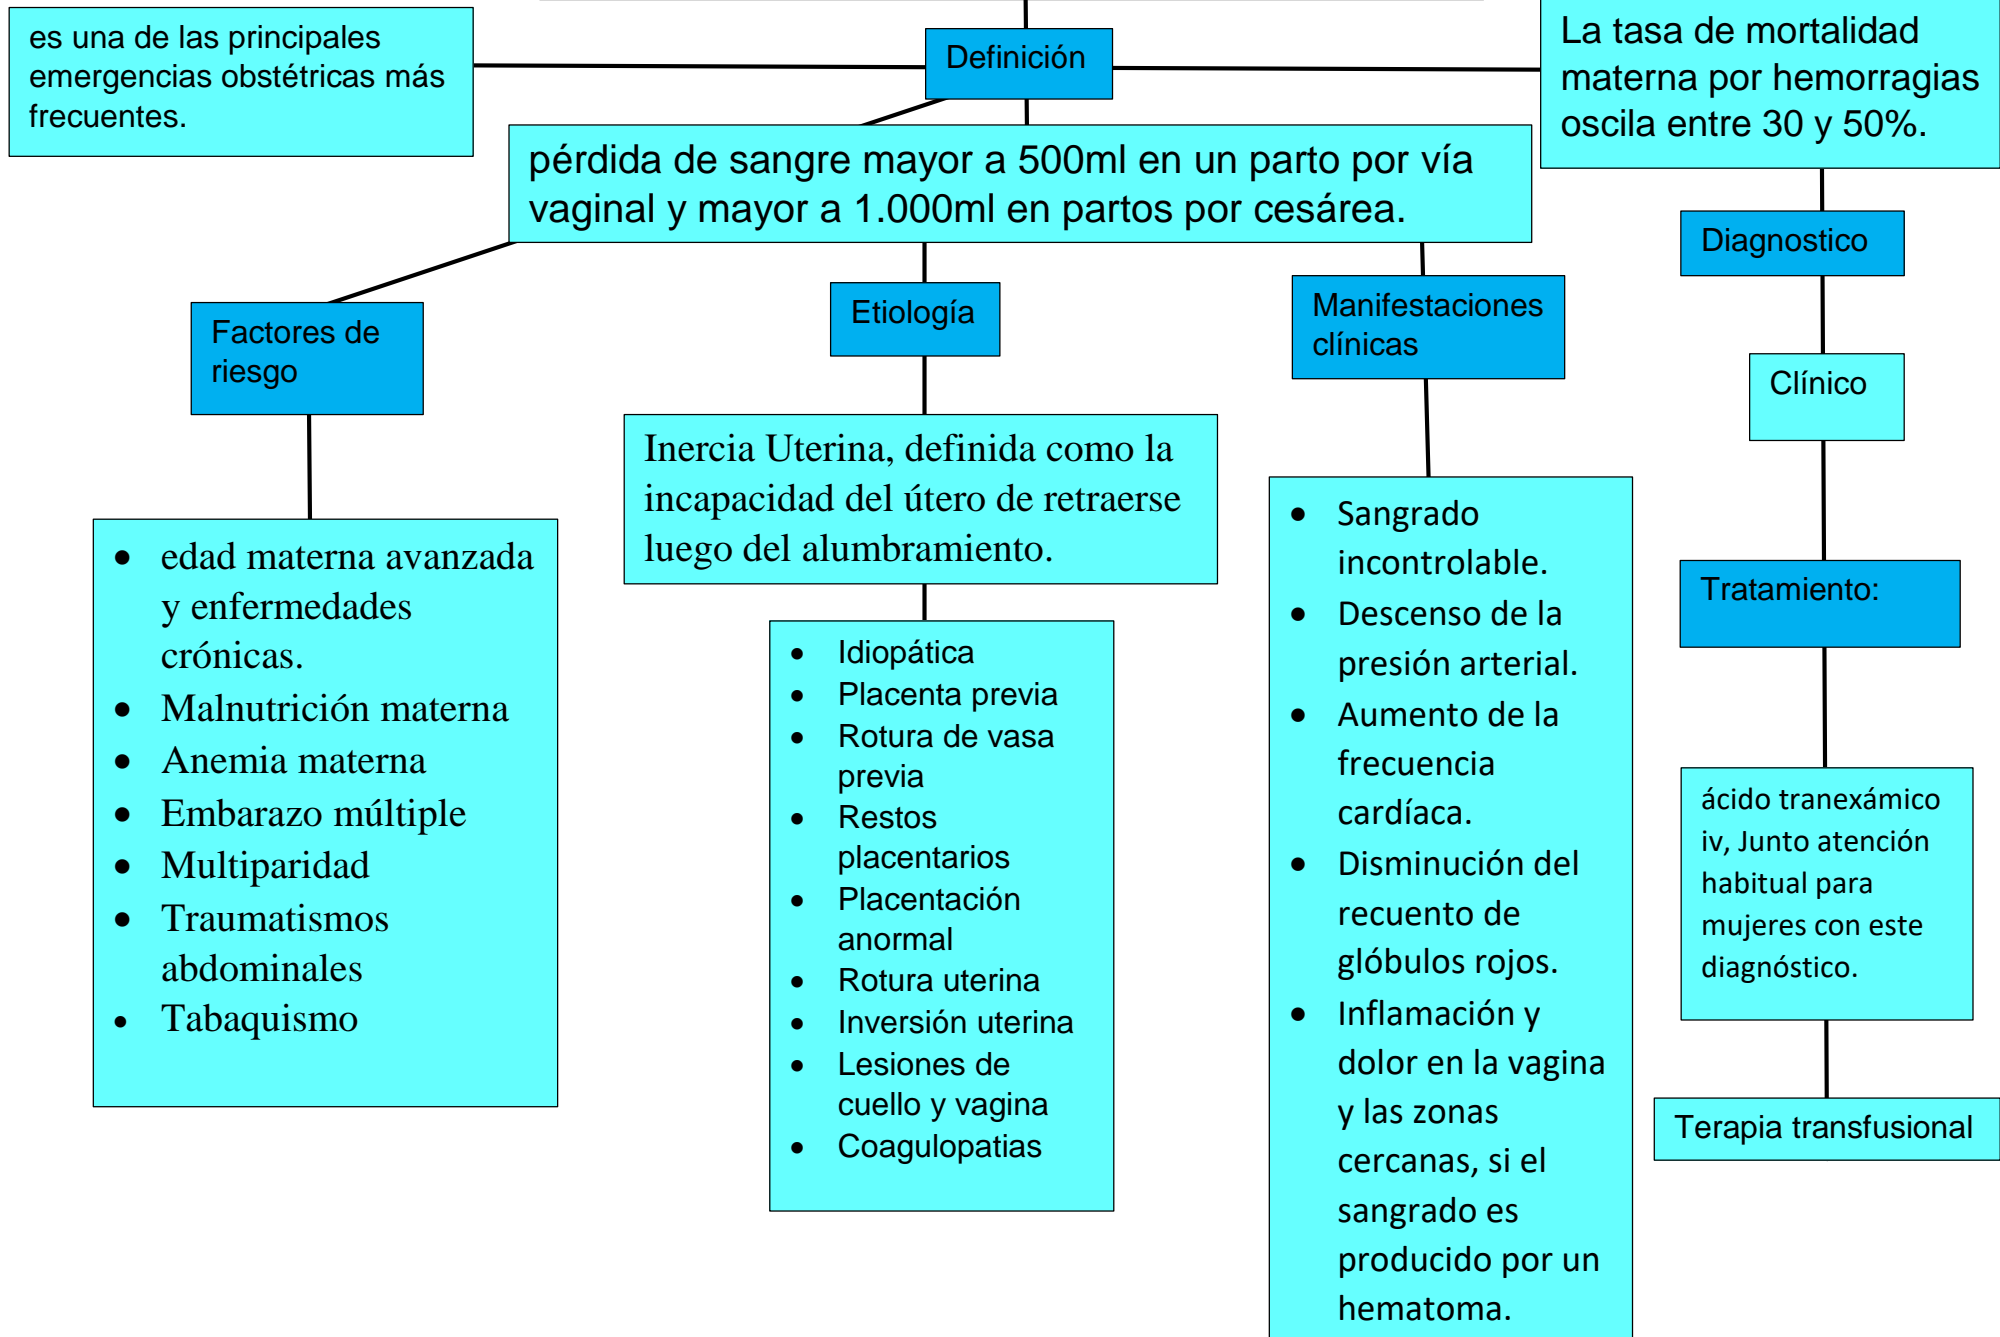 es una de las principales
emergencias obstétricas más
frecuentes.
Definición
La tasa de mortalidad
materna por hemorragias
oscila entre 30 y 50%.
pérdida de sangre mayor a 500ml en un parto por vía
vaginal y mayor a 1.000ml en partos por cesárea.
Factores de
riesgo
• edad materna avanzada
y enfermedades
crónicas.
• Malnutrición materna
• Anemia materna
• Embarazo múltiple
• Multiparidad
• Traumatismos
abdominales
• Tabaquismo
Etiología
Inercia Uterina, definida como la
incapacidad del útero de retraerse
luego del alumbramiento.
• Idiopática
• Placenta previa
• Rotura de vasa
previa
• Restos
placentarios
• Placentación
anormal
• Rotura uterina
• Inversión uterina
• Lesiones de
cuello y vagina
• Coagulopatias
Manifestaciones
clínicas
• Sangrado
incontrolable.
• Descenso de la
presión arterial.
• Aumento de la
frecuencia
cardíaca.
• Disminución del
recuento de
glóbulos rojos.
• Inflamación y
dolor en la vagina
y las zonas
cercanas, si el
sangrado es
producido por un
hematoma.
Diagnostico
Clínico
Tratamiento:
ácido tranexámico
iv, Junto atención
habitual para
mujeres con este
diagnóstico.
Terapia transfusional